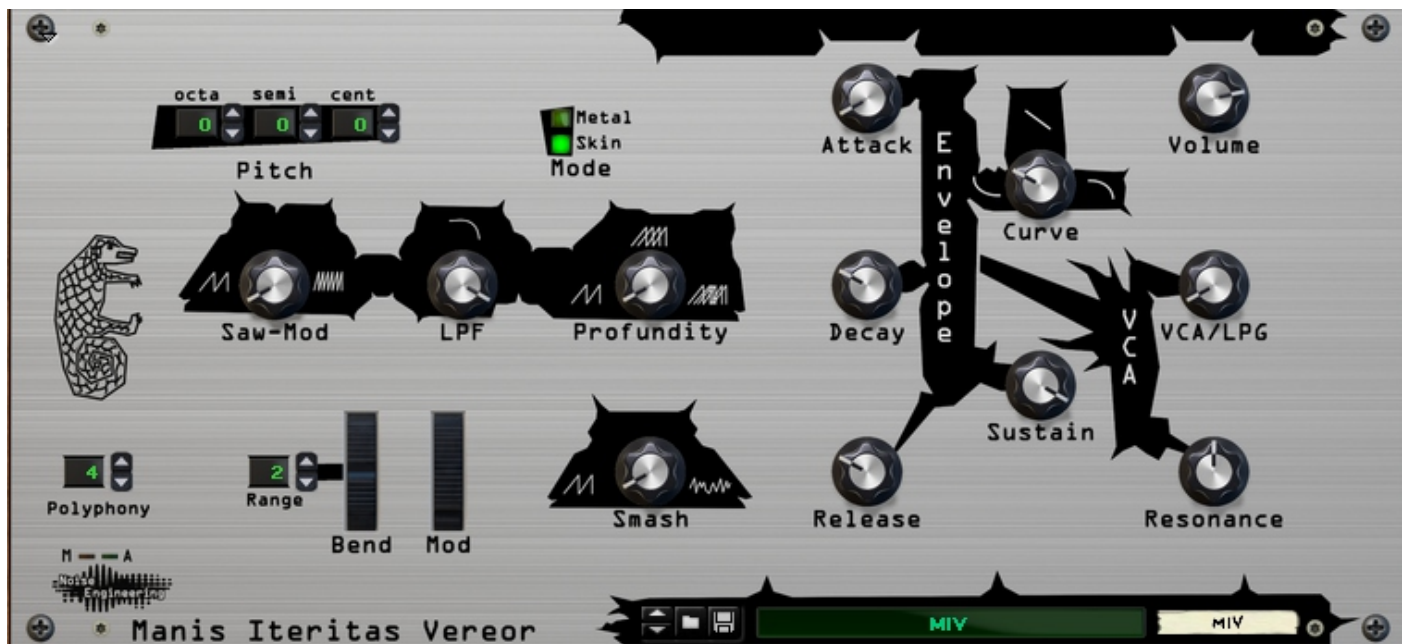 octa semi cent
0 0 0
Pitch
Metal
Skin
Mode
Attack
Envelope
Volume
Curve
Saw-Mod
LPF
Profundity
Decay
VCA
VCA/LPG
Sustain
4
Polyphony
2
Range
Bend
Mod
Smash
Release
Resonance
M A
Noise
Engineering
Manis Iteritas Vereor
MIV
MIV